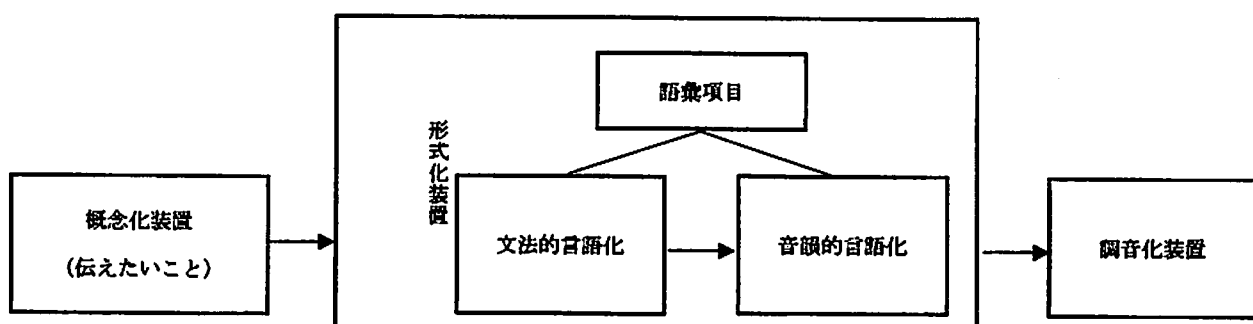 語彙項目
形式化装置
概念化装置
(伝えたいこと)
文法的言語化
音韻的言語化
調音化装置